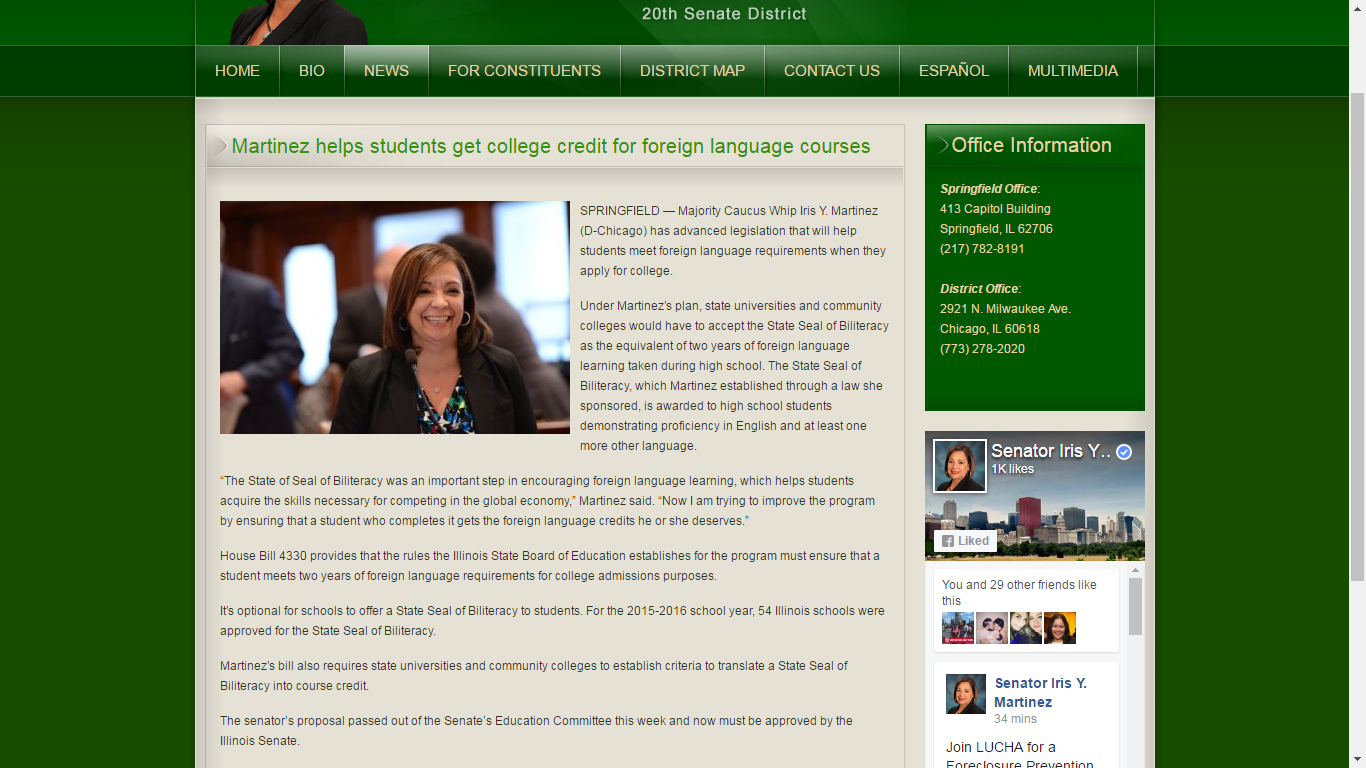 20th Senate District
HOME
BIO
NEWS
FOR CONSTITUENTS
DISTRICT MAP
CONTACT US
ESPAÑOL
MULTIMEDIA
Martinez helps students get college credit for foreign language courses
SPRINGFIELD — Majority Caucus Whip Iris Y. Martinez
(D-Chicago) has advanced legislation that will help
students meet foreign language requirements when they
apply for college.
Under Martinez’s plan, state universities and community
colleges would have to accept the State Seal of Biliteracy
as the equivalent of two years of foreign language
learning taken during high school. The State Seal of
Biliteracy, which Martinez established through a law she
sponsored, is awarded to high school students
demonstrating proficiency in English and at least one
more other language.
“The State of Seal of Biliteracy was an important step in encouraging foreign language learning, which helps students
acquire the skills necessary for competing in the global economy,” Martinez said. “Now I am trying to improve the program
by ensuring that a student who completes it gets the foreign language credits he or she deserves.”
House Bill 4330 provides that the rules the Illinois State Board of Education establishes for the program must ensure that a
student meets two years of foreign language requirements for college admissions purposes.
It’s optional for schools to offer a State Seal of Biliteracy to students. For the 2015-2016 school year, 54 Illinois schools were
approved for the State Seal of Biliteracy.
Martinez’s bill also requires state universities and community colleges to establish criteria to translate a State Seal of
Biliteracy into course credit.
The senator’s proposal passed out of the Senate’s Education Committee this week and now must be approved by the
Illinois Senate.
Office Information
Springfield Office:
413 Capitol Building
Springfield, IL 62706
(217) 782-8191
District Office:
2921 N. Milwaukee Ave.
Chicago, IL 60618
(773) 278-2020
Senator Iris Y..
1K likes
Liked
You and 29 other friends like
this
Senator Iris Y.
Martinez
34 mins
Join LUCHA for a
Foreclosure Prevention